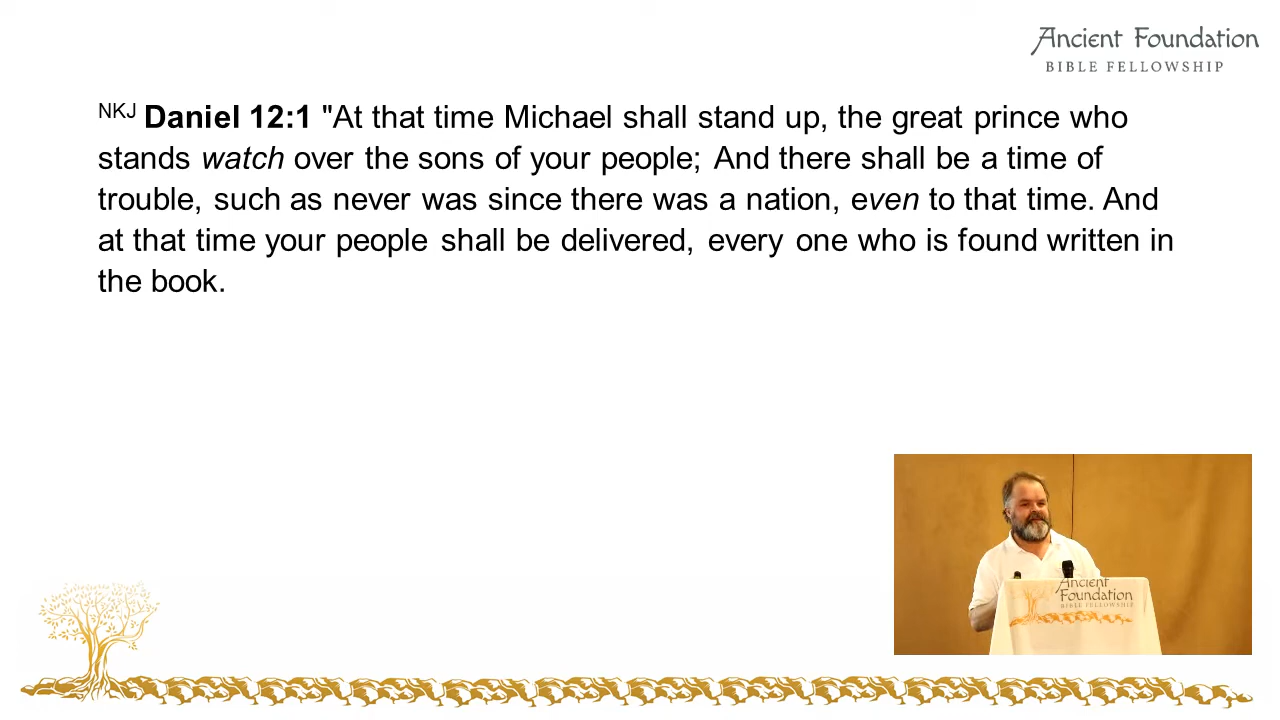 Ancient Foundation
BIBLE FELLOWSHIP
NKJ Daniel 12:1 "At that time Michael shall stand up, the great prince who
stands watch over the sons of your people; And there shall be a time of
trouble, such as never was since there was a nation, even to that time. And
at that time your people shall be delivered, every one who is found written in
the book.
Ancient
Foundation
BIBLE FELLOWSHIP